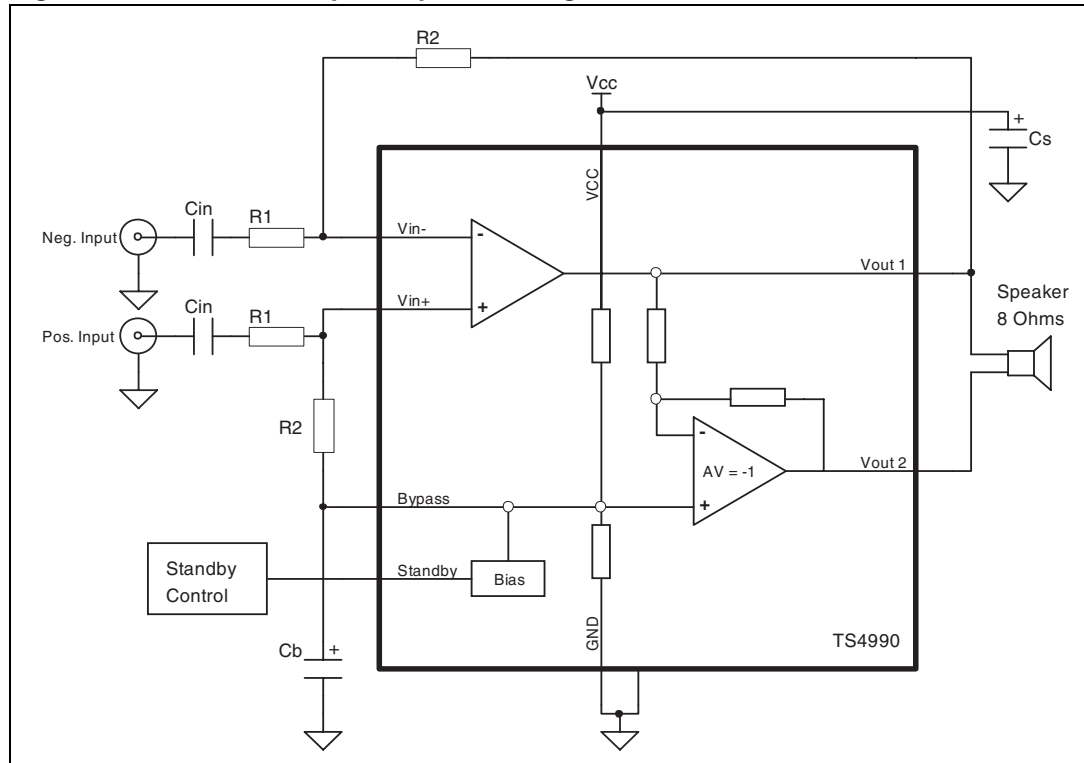 R2
Vcc
+
Cs
VCC
Cin
R1
Neg. Input
Vin-
-
Vout 1
Cin
R1
Vin+
+
Pos. Input
Speaker
8 Ohms
R2
-
AV = -1
Vout 2
Bypass
+
Standby
Control
Standby
Bias
GND
TS4990
Cb
+